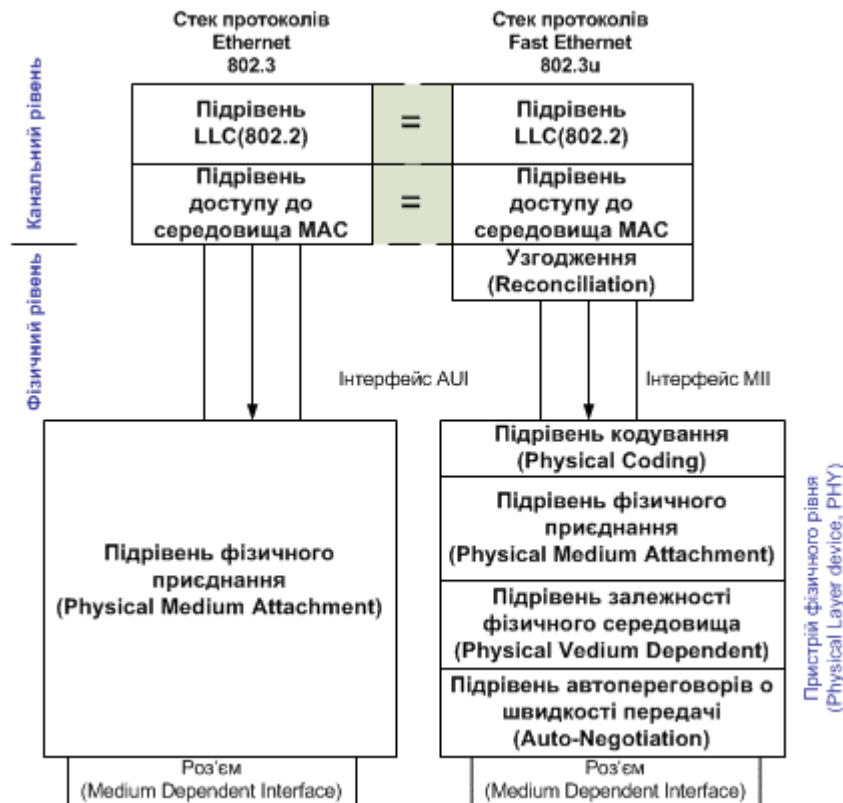 Стек протоколів
Ethernet
802.3
Стек протоколів
Fast Ethernet
802.3u
Канальний рівень
Підрівень
LLC(802.2)
=
Підрівень
LLC(802.2)
Підрівень
доступу до
середовища MAC
=
Підрівень
доступу до
середовища MAC
Фізичний рівень
Узгодження
(Reconciliation)
Інтерфейс AUI
Інтерфейс MII
Підрівень фізичного
приєднання
(Physical Medium Attachment)
Підрівень кодування
(Physical Coding)
Підрівень фізичного
приєднання
(Physical Medium Attachment)
Підрівень залежності
фізичного середовища
(Physical Vedium Dependent)
Підрівень автопереговорів о
швидкості передачі
(Auto-Negotiation)
Пристрій фізичного рівня
(Physical Layer device, PHY)
Роз'єм
(Medium Dependent Interface)
Роз'єм
(Medium Dependent Interface)